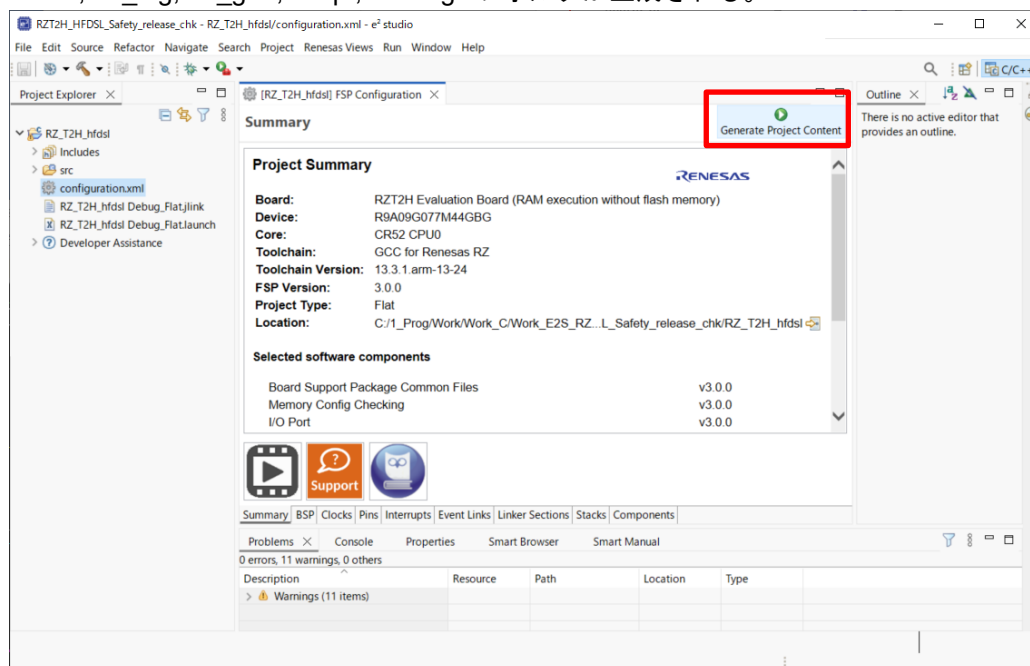 RZT2H_HFDSL_Safety_release_chk - RZ_T2H_hfdsl/configuration.xml - e² studio
File Edit Source Refactor Navigate Search Project Renesas Views Run Window Help
C/C++
Project Explorer
[RZ_T2H_hfdsl] FSP Configuration
Outline
Summary
Generate Project Content
There is no active editor that
provides an outline.
RZ_T2H_hfdsl
Includes
src
configuration.xml
RZ_T2H_hfdsl Debug_Flat.jlink
RZ_T2H_hfdsl Debug_Flat.launch
Developer Assistance
Project Summary
RENESAS
Board: RZT2H Evaluation Board (RAM execution without flash memory)
Device: R9A09G077M44GBG
Core: CR52 CPU0
Toolchain: GCC for Renesas RZ
Toolchain Version: 13.3.1.arm-13-24
FSP Version: 3.0.0
Project Type: Flat
Location: C:/1_Prog/Work/Work_C/Work_E2S_RZ...L_Safety_release_chk/RZ_T2H_hfdsl
Selected software components
Board Support Package Common Files v3.0.0
Memory Config Checking v3.0.0
I/O Port v3.0.0
Support
Summary BSP Clocks Pins Interrupts Event Links Linker Sections Stacks Components
Problems Console Properties Smart Browser Smart Manual
0 errors, 11 warnings, 0 others
Description Resource Path Location Type
Warnings (11 items)